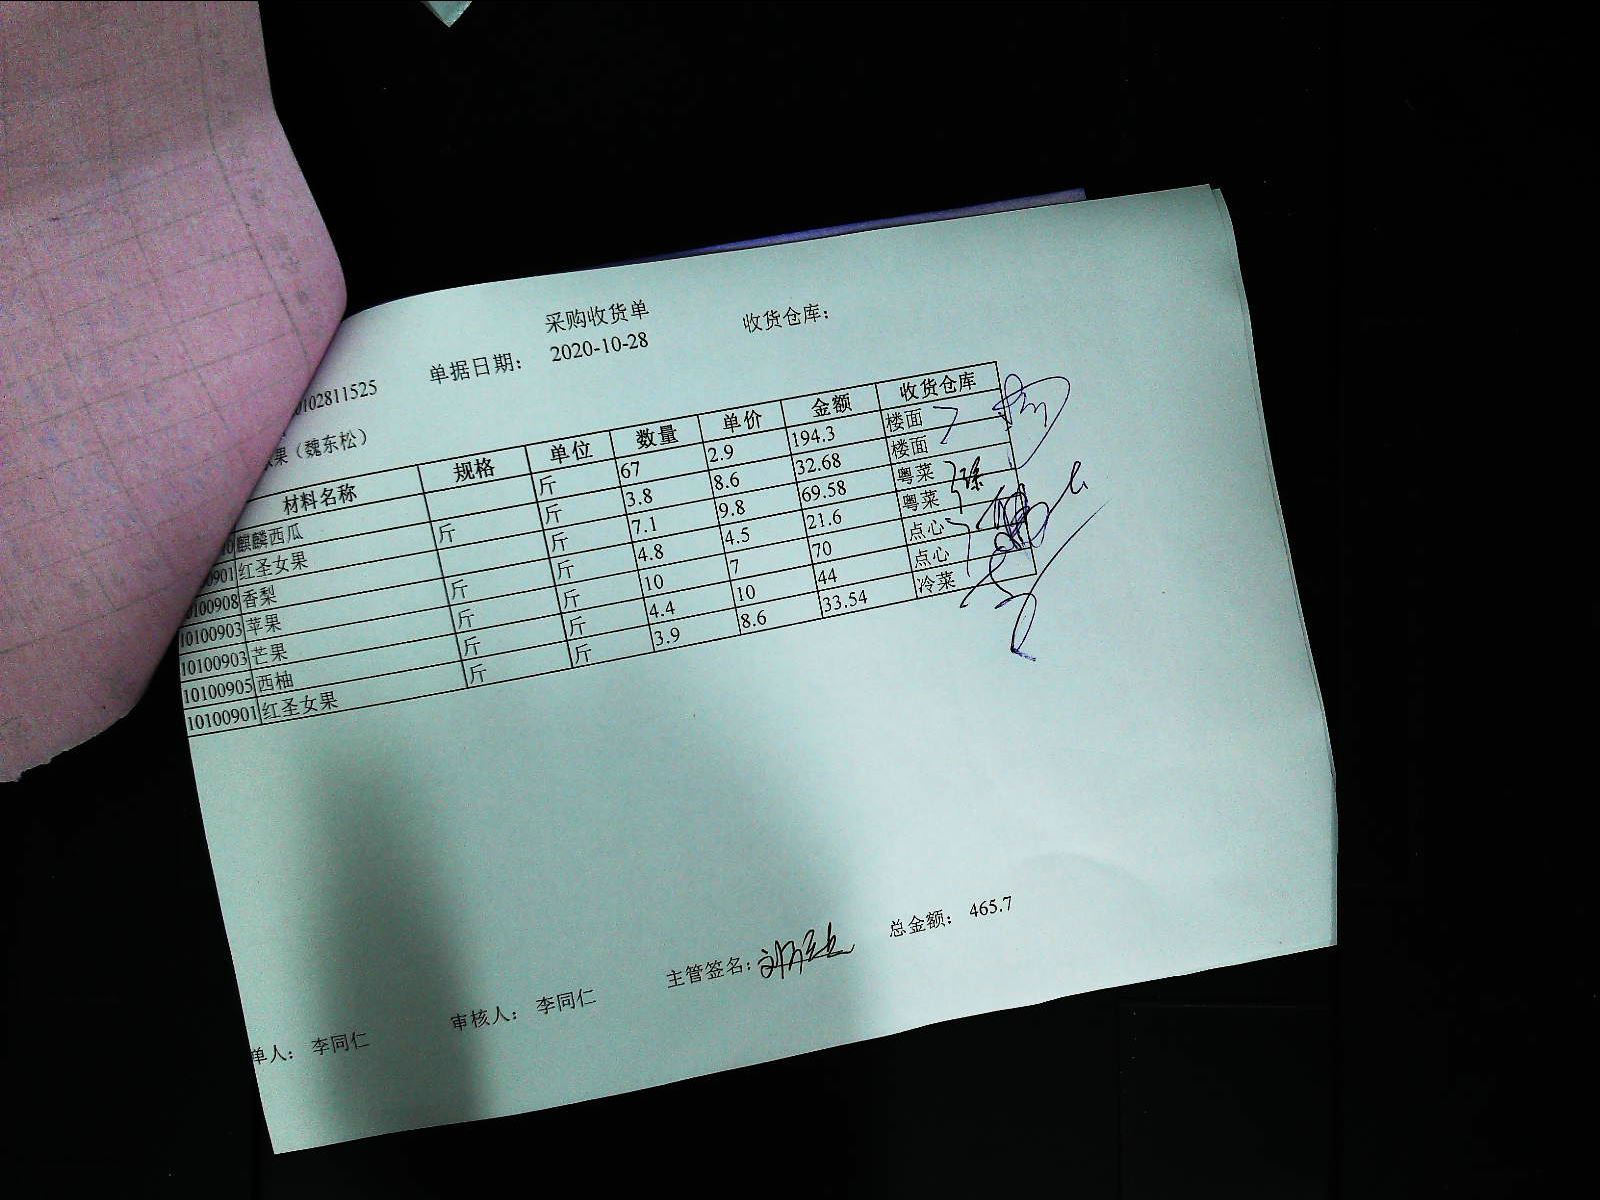 采购收货单
0102811525 单据日期： 2020-10-28 收货仓库：
果（魏东松）
材料名称 规格 单位 数量 单价 金额 收货仓库
麒麟西瓜 斤 67 2.9 194.3 楼面
0901 红圣女果 斤 斤 3.8 8.6 32.68 楼面
0100908 香梨 斤 7.1 9.8 69.58 粤菜
10100903 苹果 斤 斤 4.8 4.5 21.6 粤菜
10100903 芒果 斤 斤 10 7 70 点心
10100905 西柚 斤 斤 4.4 10 44 点心
10100901 红圣女果 斤 斤 3.9 8.6 33.54 冷菜
单人： 李同仁 审核人： 李同仁 主管签名： 总金额： 465.7